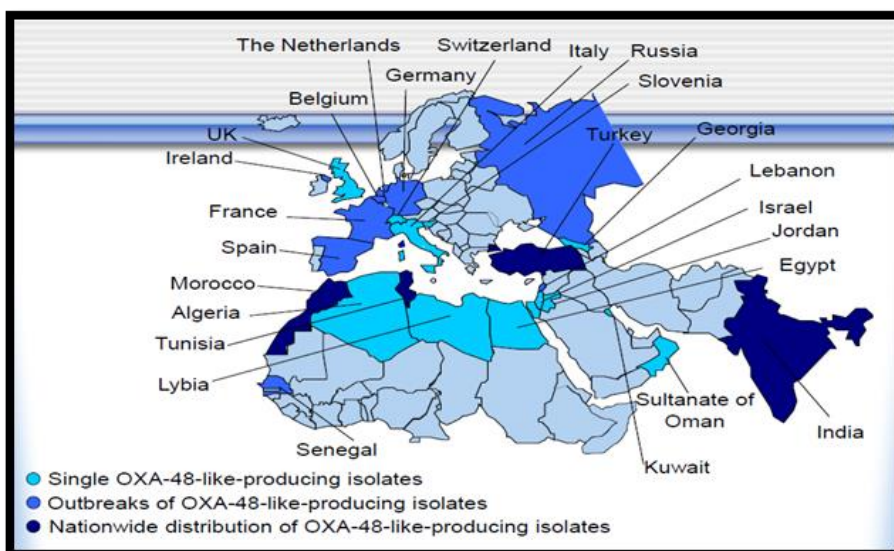 The Netherlands
Switzerland
Italy
Russia
Germany
Slovenia
Belgium
Turkey
Georgia
UK
Ireland
Lebanon
Israel
France
Jordan
Spain
Egypt
Morocco
Algeria
Tunisia
Lybia
Sultanate of
Oman
India
Senegal
Kuwait
Single OXA-48-like-producing isolates
Outbreaks of OXA-48-like-producing isolates
Nationwide distribution of OXA-48-like-producing isolates